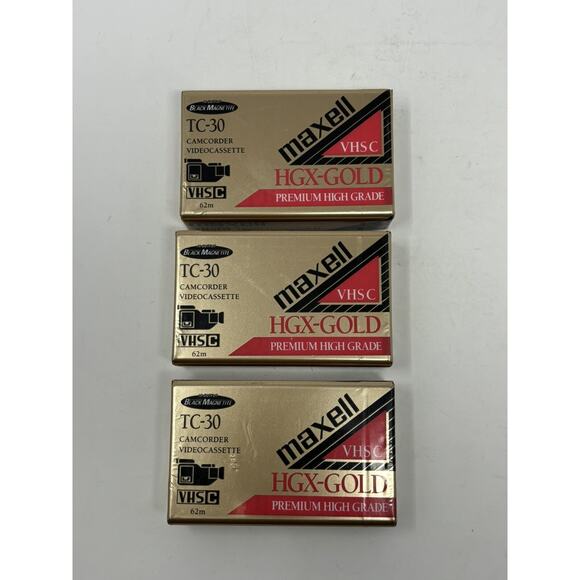 BLACK MAGNETITE
TC-30
CAMCORDER
VIDEOCASSETTE
VHS C
62m
maxell
VHS C
HGX-GOLD
PREMIUM HIGH GRADE
BLACK MAGNETITE
TC-30
CAMCORDER
VIDEOCASSETTE
VHS C
62m
maxell
VHS C
HGX-GOLD
PREMIUM HIGH GRADE
BLACK MAGNETITE
TC-30
CAMCORDER
VIDEOCASSETTE
VHS C
62m
maxell
VHS C
HGX-GOLD
PREMIUM HIGH GRADE